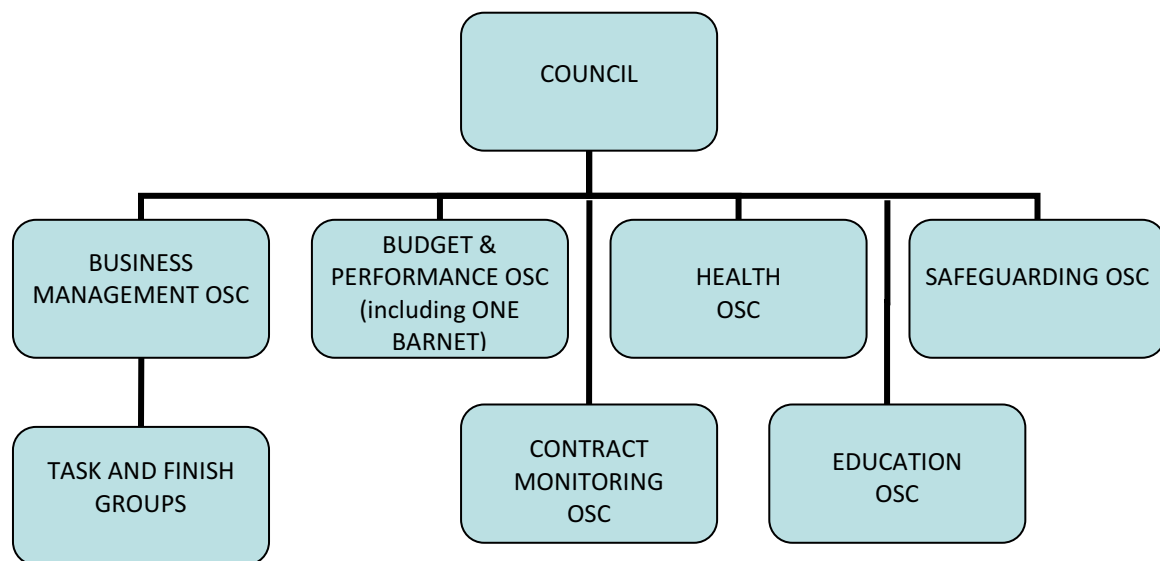 COUNCIL
BUSINESS
MANAGEMENT OSC
BUDGET &
PERFORMANCE OSC
(including ONE
BARNET)
HEALTH
OSC
SAFEGUARDING OSC
TASK AND FINISH
GROUPS
CONTRACT
MONITORING
OSC
EDUCATION
OSC